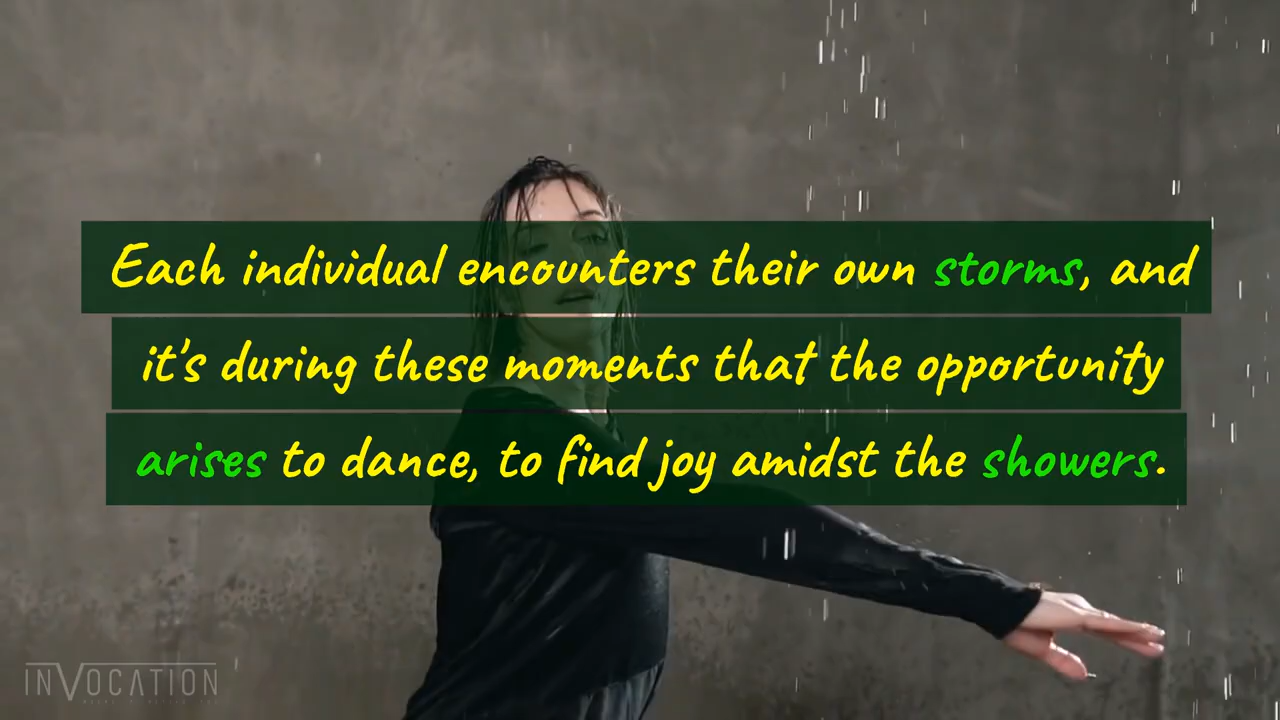 Each individual encounters their own storms, and
it's during these moments that the opportunity
arises to dance, to find joy amidst the showers.
INVOCATION